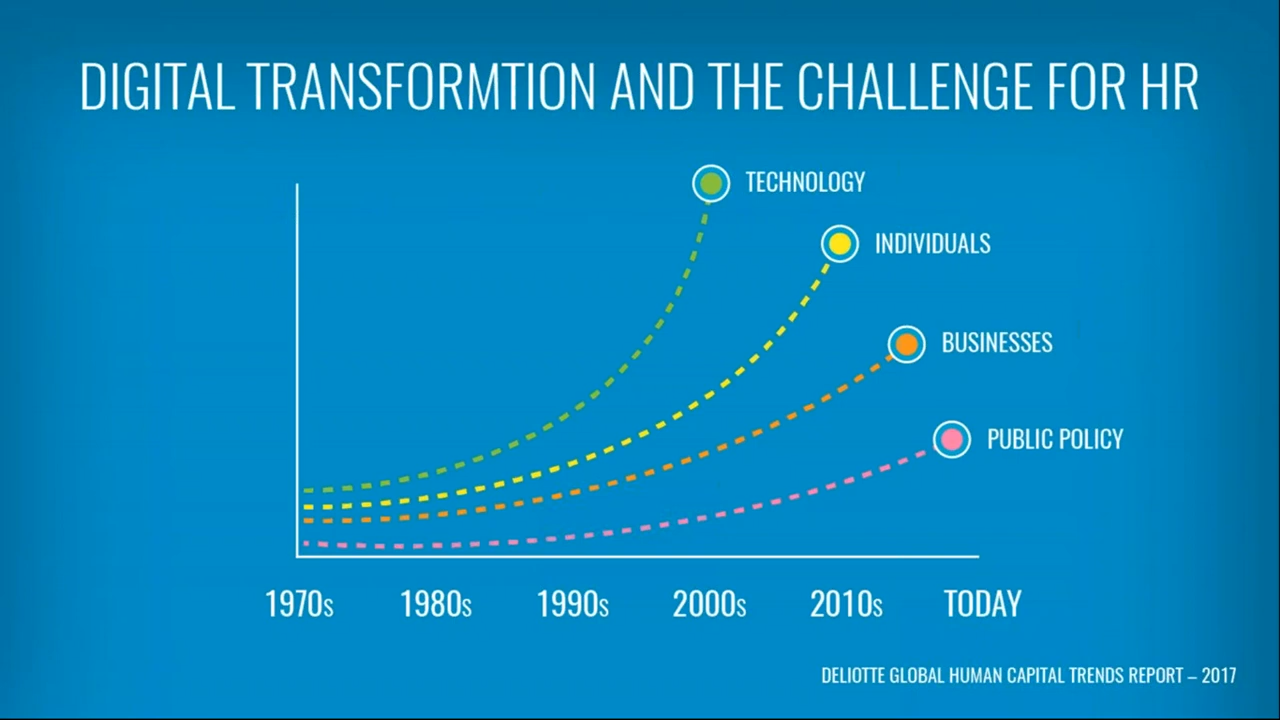 DIGITAL TRANSFORMTION AND THE CHALLENGE FOR HR
TECHNOLOGY
INDIVIDUALS
BUSINESSES
PUBLIC POLICY
1970s 1980s 1990s 2000s 2010s TODAY
DELIOTTE GLOBAL HUMAN CAPITAL TRENDS REPORT – 2017